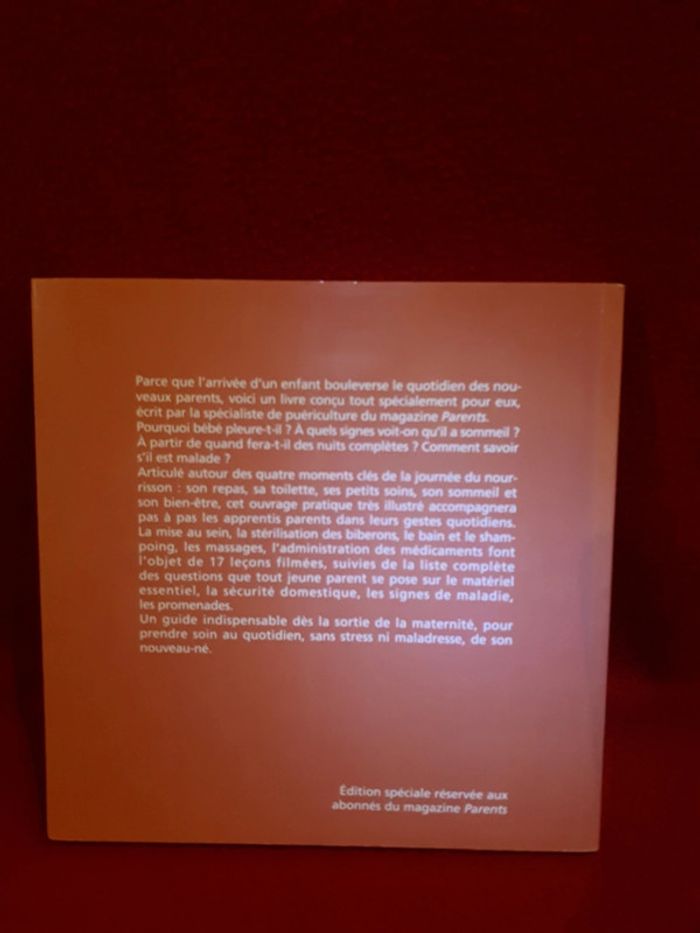 Parce que l'arrivée d'un enfant bouleverse le quotidien des nou-
veaux parents, voici un livre conçu tout spécialement pour eux,
écrit par la spécialiste de puériculture du magazine Parents.
Pourquoi bébé pleure-t-il ? À quels signes voit-on qu'il a sommeil ?
À partir de quand fera-t-il des nuits complètes ? Comment savoir
s'il est malade ?
Articulé autour des quatre moments clés de la journée du nour-
risson : son repas, sa toilette, ses petits soins, son sommeil et
son bien-être, cet ouvrage pratique très illustré accompagnera
pas à pas les apprentis parents dans leurs gestes quotidiens.
La mise au sein, la stérilisation des biberons, le bain et le sham-
poing, les massages, l'administration des médicaments font
l'objet de 17 leçons filmées, suivies de la liste complète
des questions que tout jeune parent se pose sur le matériel
essentiel, la sécurité domestique, les signes de maladie,
les promenades.
Un guide indispensable dès la sortie de la maternité, pour
prendre soin au quotidien, sans stress ni maladresse, de son
nouveau-né.
Édition spéciale réservée aux
abonnés du magazine Parents